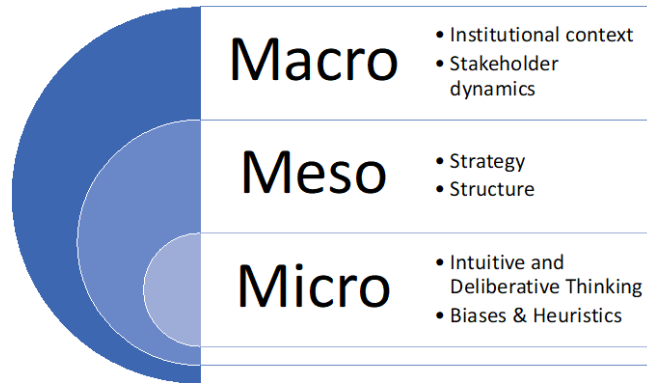 Macro
• Institutional context
• Stakeholder
dynamics
Meso
• Strategy
• Structure
Micro
• Intuitive and
Deliberative Thinking
• Biases & Heuristics